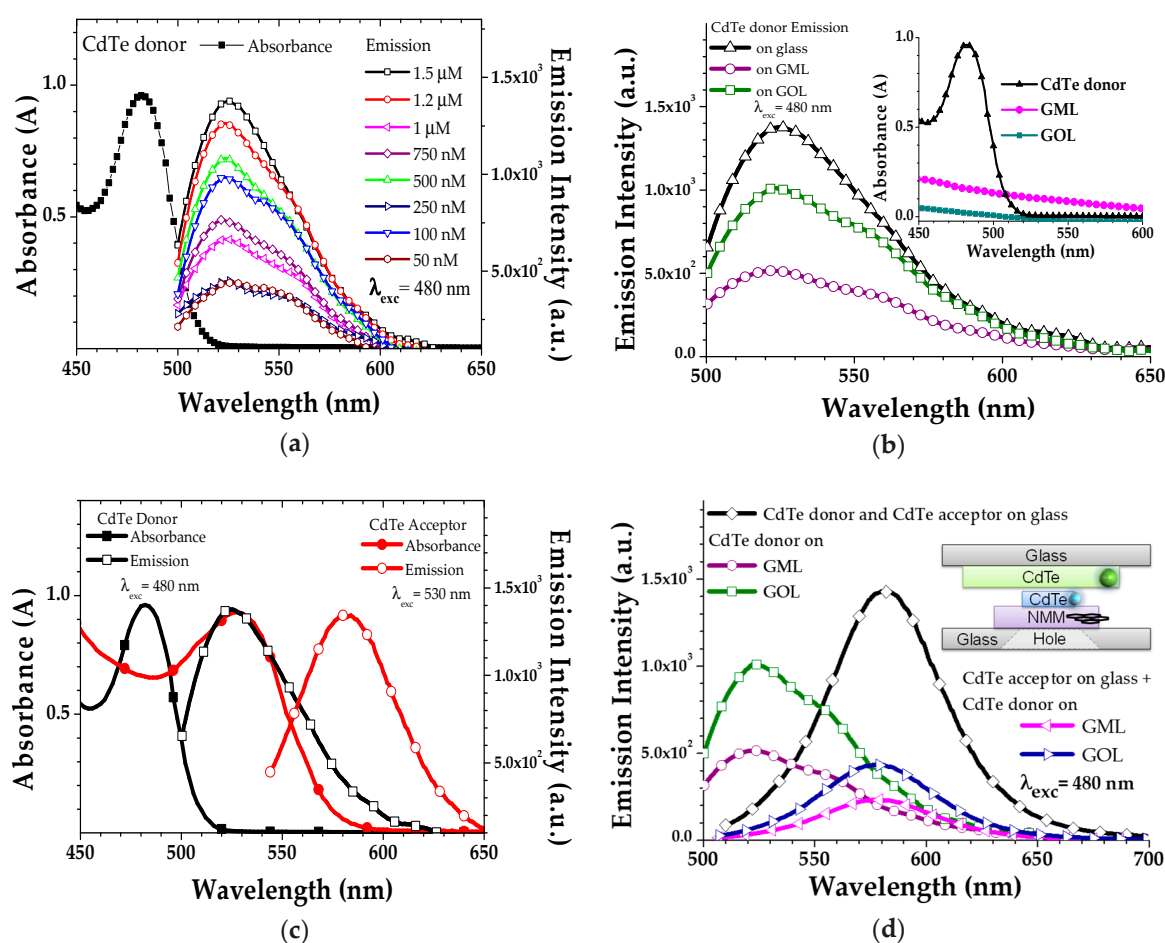 CdTe donor
Absorbance
Emission
1.5 µM
1.2 µM
1 µM
750 nM
500 nM
250 nM
100 nM
50 nM
λexc = 480 nm
1.0
0.5
1.5x10³
1.0x10³
5.0x10²
450 500 550 600 650
Absorbance (A)
Emission Intensity (a.u.)
Wavelength (nm)
(a)
CdTe donor Emission
on glass
on GML
on GOL
λexc = 480 nm
1.5x10³
1.0x10³
5.0x10²
0.0
500 550 600 650
Emission Intensity (a.u.)
Wavelength (nm)
1.0
0.5
0.0
450 500 550 600
Absorbance (A)
Wavelength (nm)
CdTe donor
GML
GOL
(b)
CdTe Donor
Absorbance
Emission
λexc = 480 nm
CdTe Acceptor
Absorbance
Emission
λexc = 530 nm
1.0
0.5
1.5x10³
1.0x10³
5.0x10²
450 500 550 600 650
Absorbance (A)
Emission Intensity (a.u.)
Wavelength (nm)
(c)
CdTe donor and CdTe acceptor on glass
CdTe donor on
GML
GOL
Glass
CdTe
CdTe
NMM
Glass Hole
CdTe acceptor on glass +
CdTe donor on
GML
GOL
λexc= 480 nm
1.5x10³
1.0x10³
5.0x10²
0.0
500 550 600 650 700
Emission Intensity (a.u.)
Wavelength (nm)
(d)